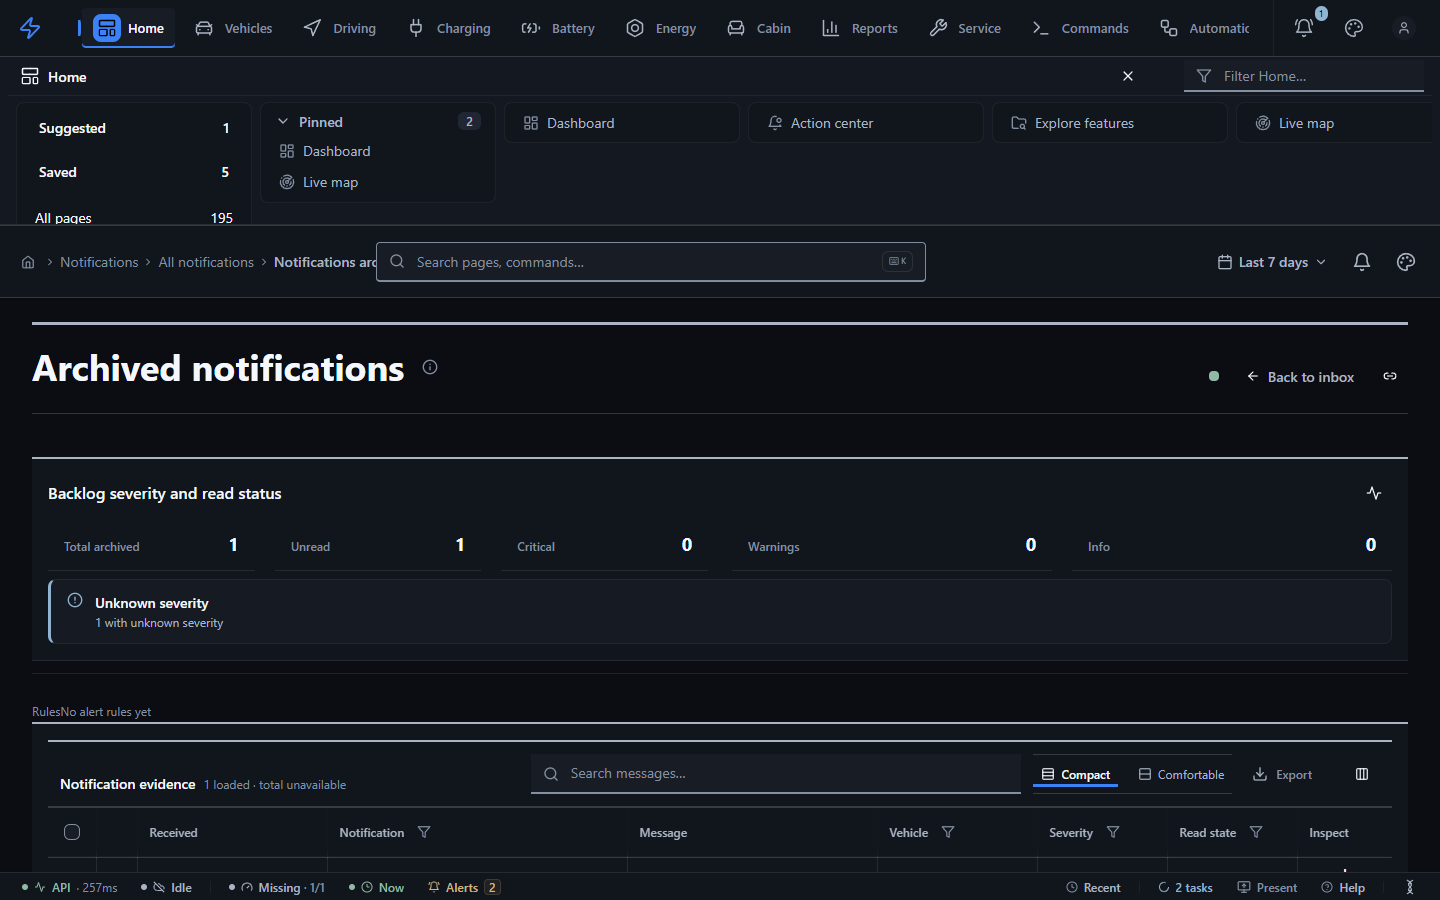 Home
Vehicles
Driving
Charging
Battery
Energy
Cabin
Reports
Service
Commands
Automatic
1
Home
Filter Home...
Suggested 1
Saved 5
All pages 195
Pinned 2
Dashboard
Live map
Dashboard
Action center
Explore features
Live map
Notifications
All notifications
Notifications arc
Search pages, commands...
K
Last 7 days
Archived notifications
Back to inbox
Backlog severity and read status
Total archived 1
Unread 1
Critical 0
Warnings 0
Info 0
Unknown severity
1 with unknown severity
RulesNo alert rules yet
Notification evidence 1 loaded · total unavailable
Search messages...
Compact
Comfortable
Export
Received
Notification
Message
Vehicle
Severity
Read state
Inspect
API · 257ms
Idle
Missing · 1/1
Now
Alerts 2
Recent
2 tasks
Present
Help